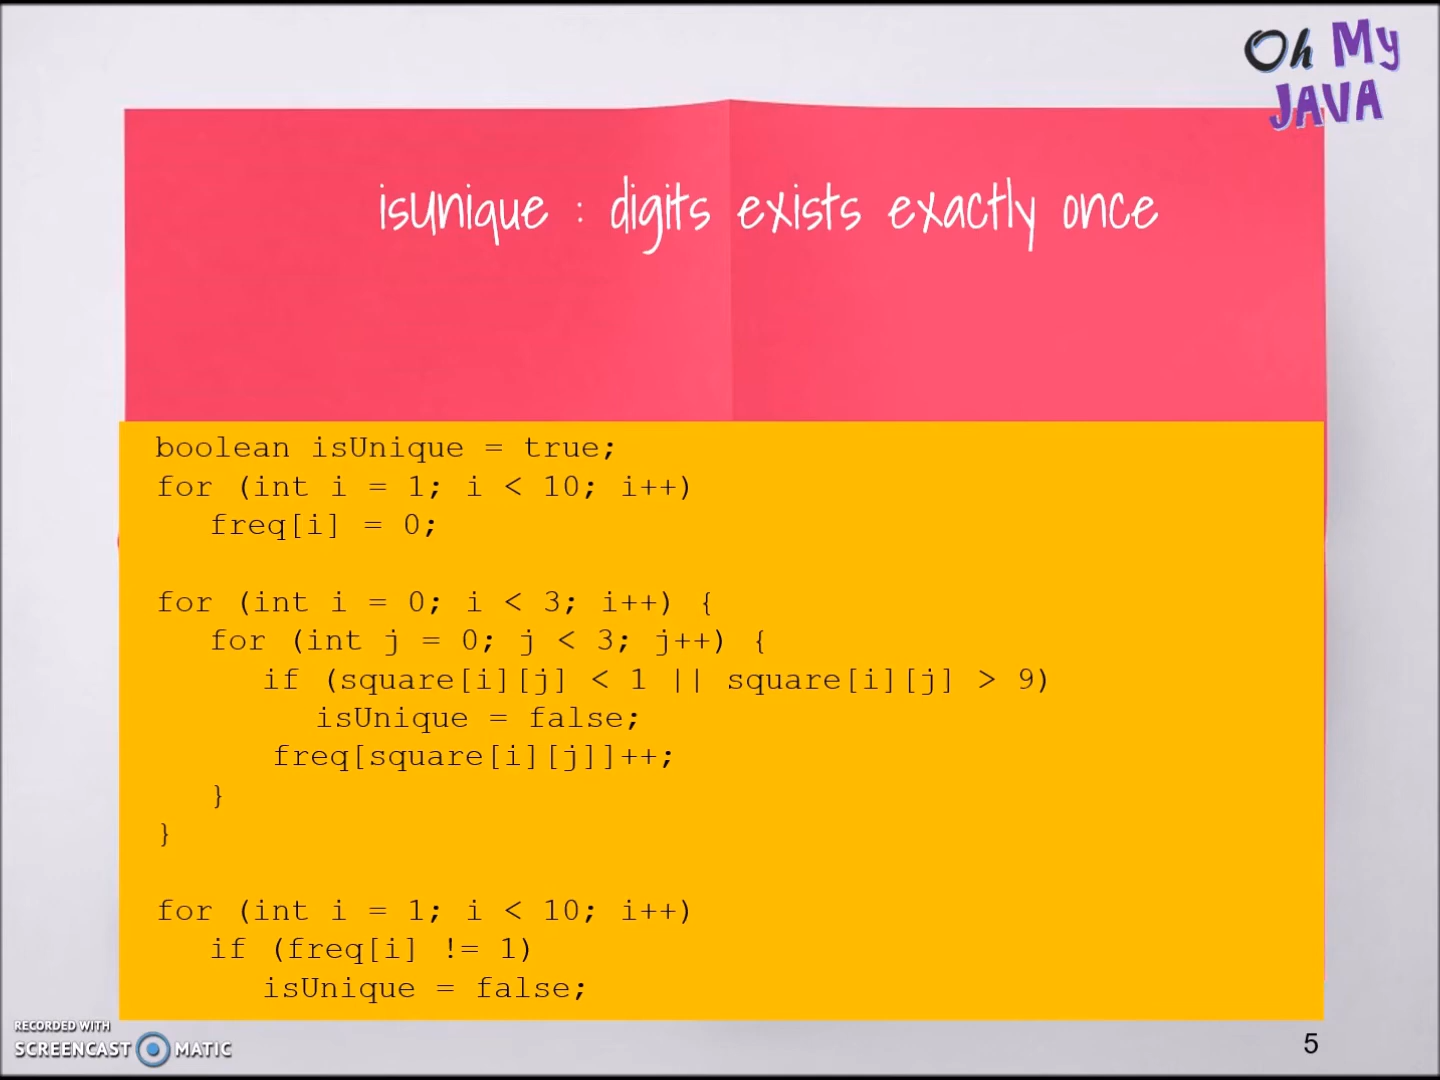 Oh My
JAVA
isUnique : digits exists exactly once
boolean isUnique = true;
for (int i = 1; i < 10; i++)
freq[i] = 0;
for (int i = 0; i < 3; i++) {
for (int j = 0; j < 3; j++) {
if (square[i][j] < 1 || square[i][j] > 9)
isUnique = false;
freq[square[i][j]]++;
}
}
for (int i = 1; i < 10; i++)
if (freq[i] != 1)
isUnique = false;
RECORDED WITH
SCREENCAST MATIC
5